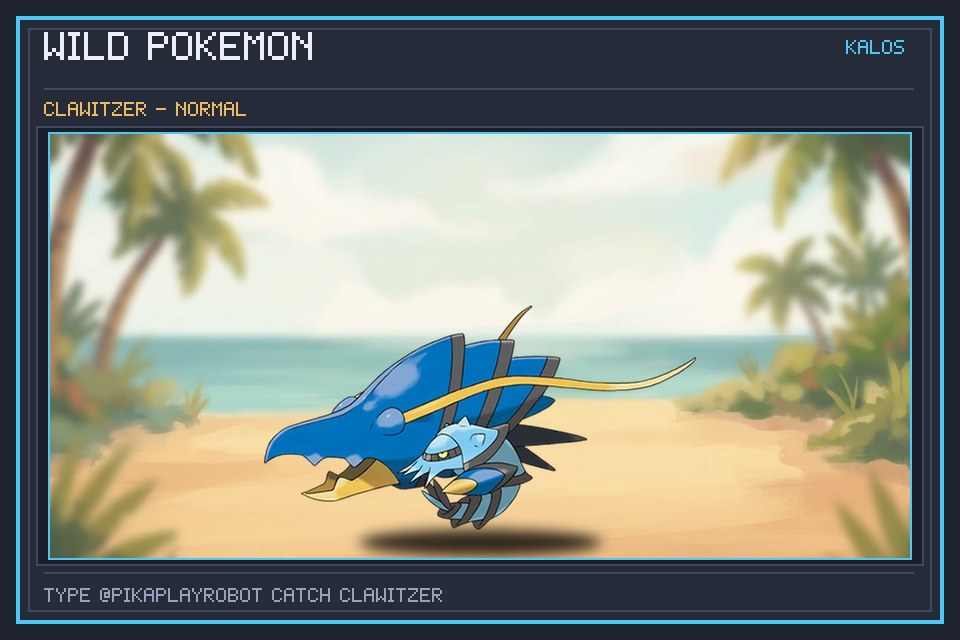 WILD POKEMON
KALOS
CLAWITZER - NORMAL
TYPE @PIKAPLAYROBOT CATCH CLAWITZER